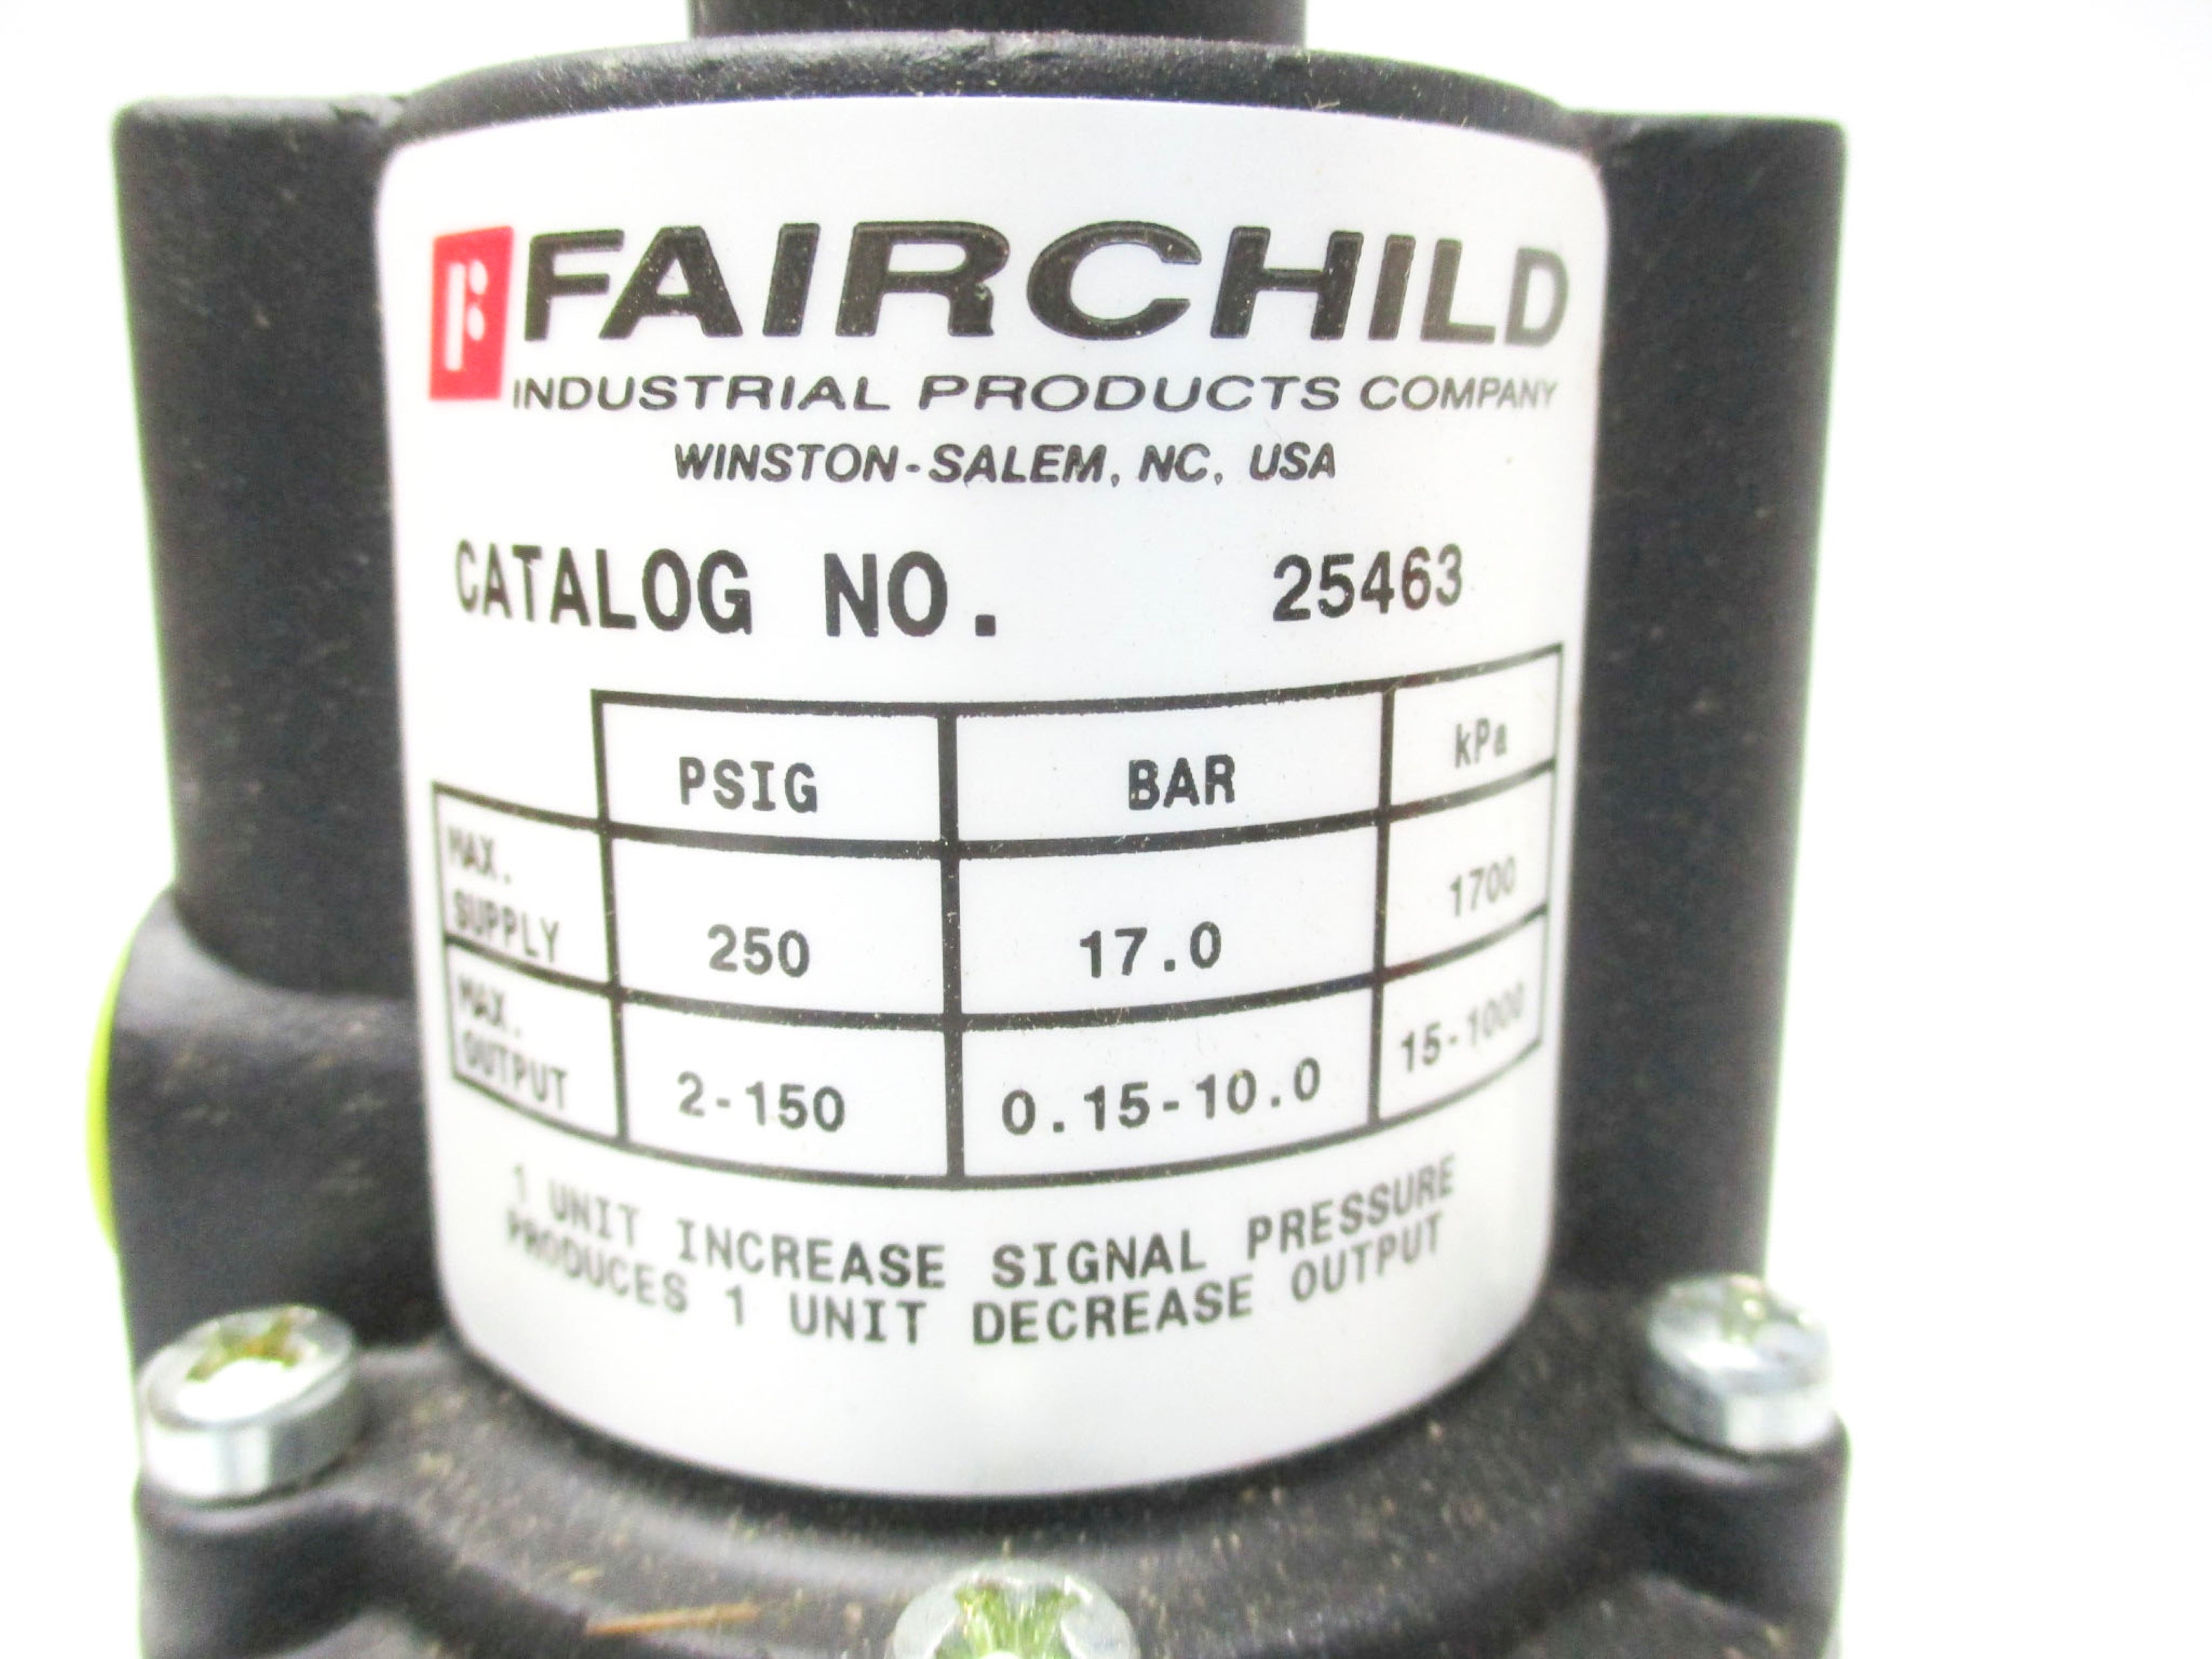 FAIRCHILD
INDUSTRIAL PRODUCTS COMPANY
WINSTON-SALEM, NC, USA
CATALOG NO. 25463
PSIG BAR kPa
MAX.
SUPPLY 250 17.0 1700
MAX.
OUTPUT 2-150 0.15-10.0 15-1000
1 UNIT INCREASE SIGNAL PRESSURE
PRODUCES 1 UNIT DECREASE OUTPUT